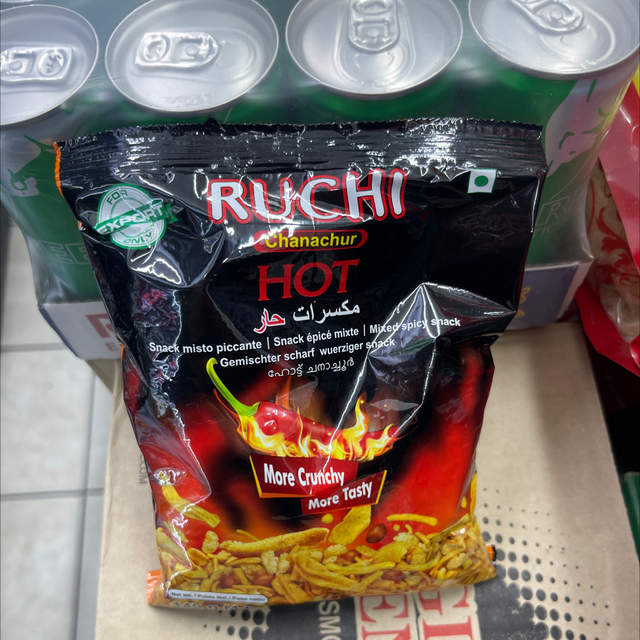 FOR
EXPORT
ONLY
RUCHI
Chanachur
HOT
مكسرات حار
Snack misto piccante | Snack épicé mixte | Mixed spicy snack
Gemischter scharf wuerziger snack
ഹോട്ട് ചനാച്ചൂർ
More Crunchy
More Tasty